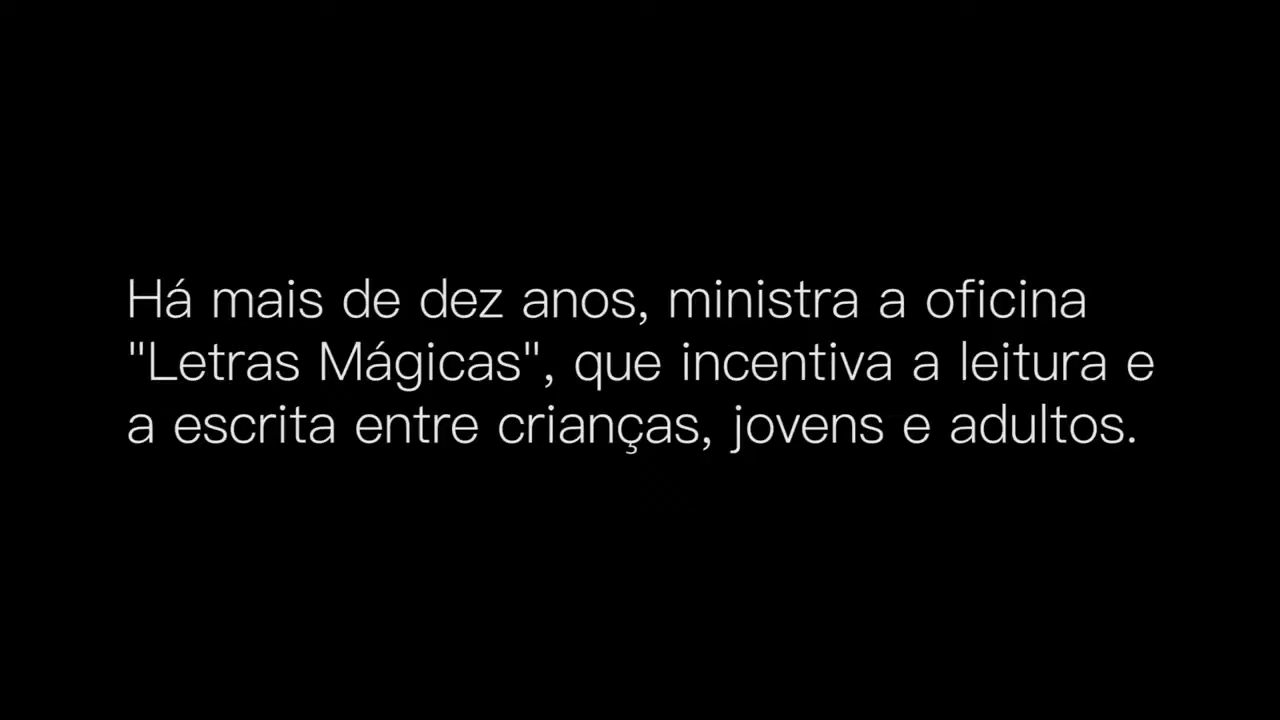 Há mais de dez anos, ministra a oficina
"Letras Mágicas", que incentiva a leitura e
a escrita entre crianças, jovens e adultos.